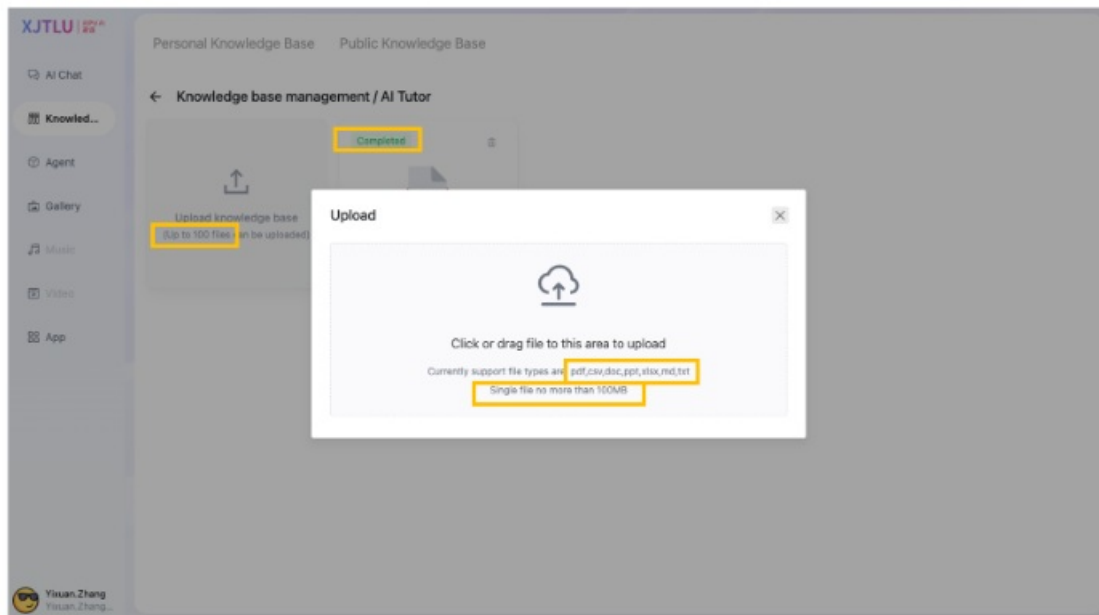 XJTLU
Personal Knowledge Base
Public Knowledge Base
AI Chat
Knowled...
Agent
Gallery
Music
Video
App
← Knowledge base management / AI Tutor
Completed
Upload knowledge base
(Up to 100 files can be uploaded)
Upload
Click or drag file to this area to upload
Currently support file types are pdf,csv,doc,ppt,xlsx,md,txt
Single file no more than 100MB
Yixuan.Zhang
Yixuan.Zhang...